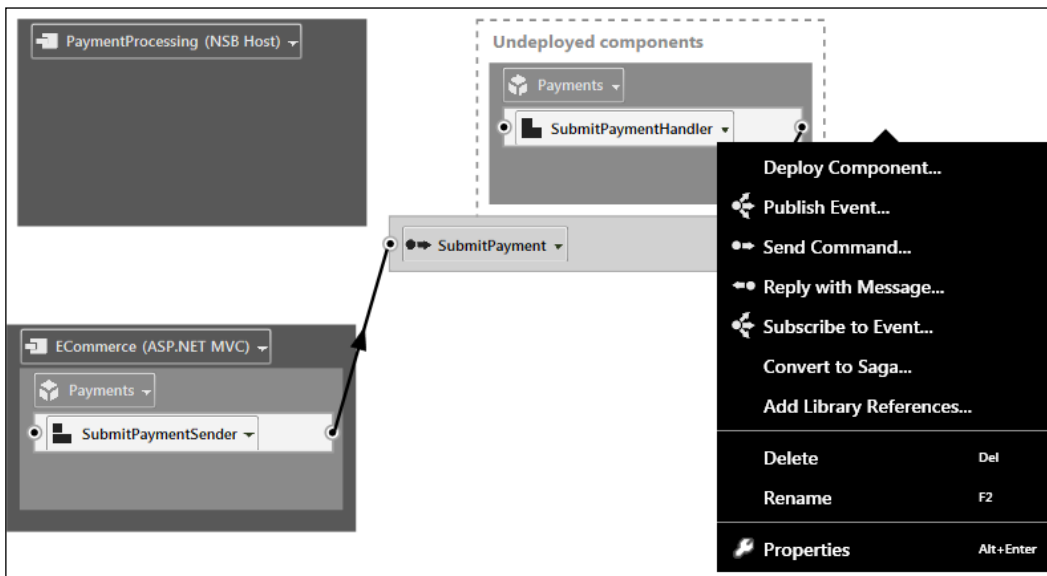 PaymentProcessing (NSB Host)
Undeployed components
Payments
SubmitPaymentHandler
SubmitPayment
ECommerce (ASP.NET MVC)
Payments
SubmitPaymentSender
Deploy Component...
Publish Event...
Send Command...
Reply with Message...
Subscribe to Event...
Convert to Saga...
Add Library References...
Delete Del
Rename F2
Properties Alt+Enter